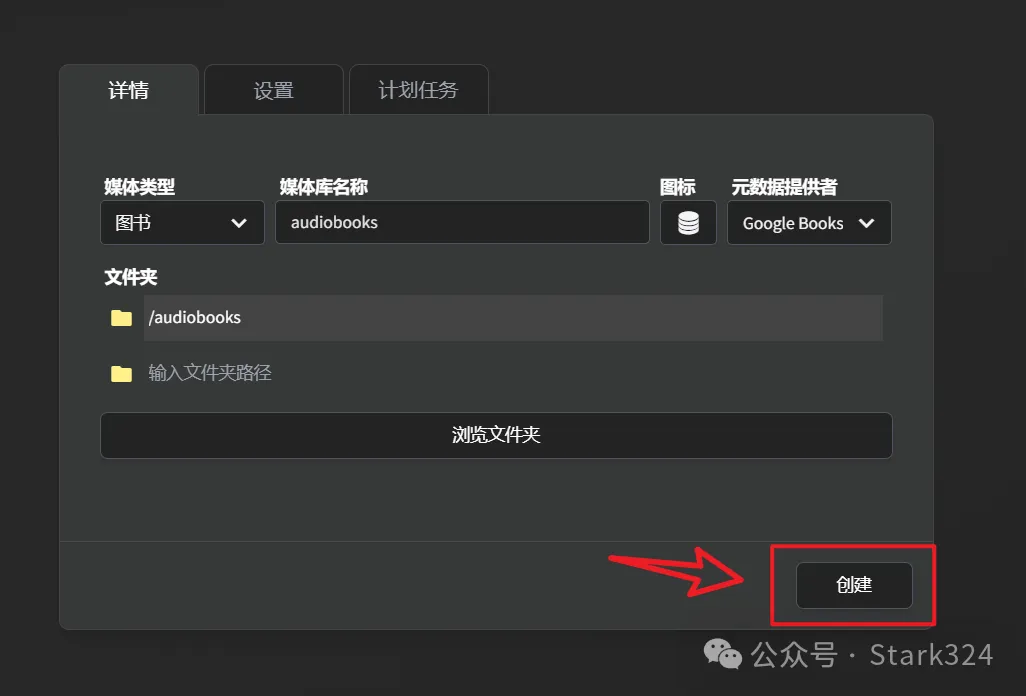 详情 设置 计划任务
媒体类型 媒体库名称 图标 元数据提供者
图书 audiobooks Google Books
文件夹
/audiobooks
输入文件夹路径
浏览文件夹
创建
公众号 · Stark324